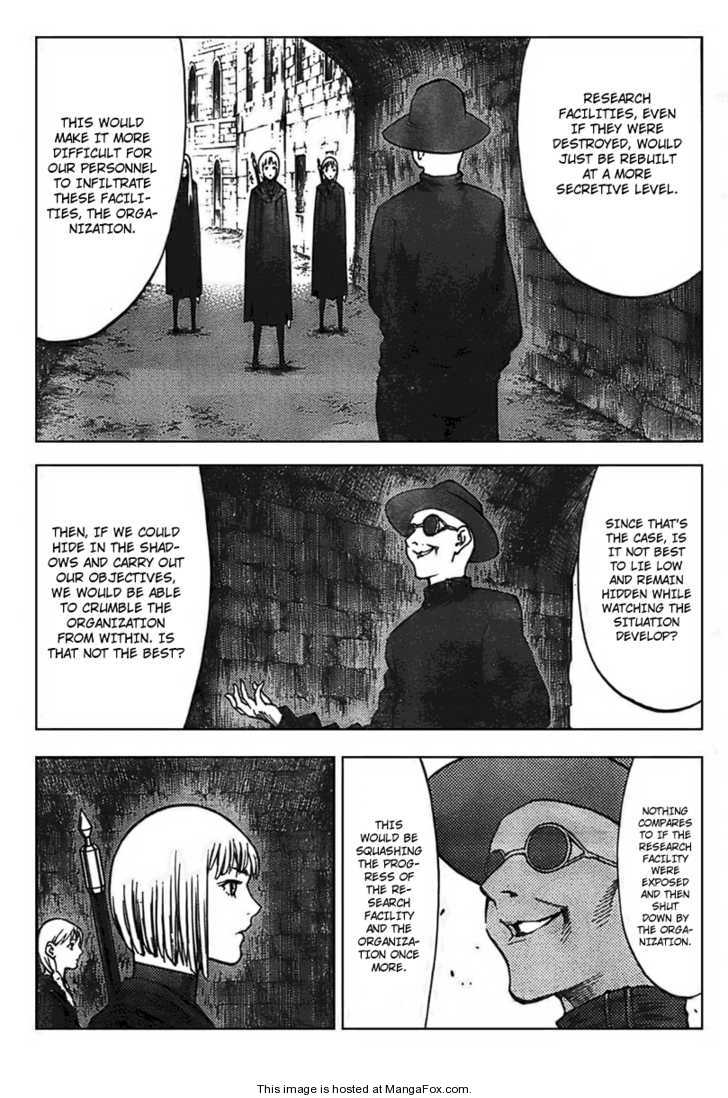 RESEARCH
FACILITIES, EVEN
IF THEY WERE
DESTROYED, WOULD
JUST BE REBUILT
AT A MORE
SECRETIVE LEVEL.
THIS WOULD
MAKE IT MORE
DIFFICULT FOR
OUR PERSONNEL
TO INFILTRATE
THESE FACILI-
TIES, THE ORGA-
NIZATION.
SINCE THAT'S
THE CASE, IS
IT NOT BEST
TO LIE LOW
AND REMAIN
HIDDEN WHILE
WATCHING THE
SITUATION
DEVELOP?
THEN, IF WE COULD
HIDE IN THE SHAD-
OWS AND CARRY OUT
OUR OBJECTIVES,
WE WOULD BE ABLE
TO CRUMBLE THE
ORGANIZATION
FROM WITHIN. IS
THAT NOT THE BEST?
NOTHING
COMPARES
TO IF THE
RESEARCH
FACILITY
WERE
EXPOSED
AND THEN
SHUT
DOWN BY
THE ORGA-
NIZATION.
THIS
WOULD BE
SQUASHING
THE PROG-
RESS OF
THE RE-
SEARCH
FACILITY
AND THE
ORGANIZA-
TION ONCE
MORE.
This image is hosted at MangaFox.com.